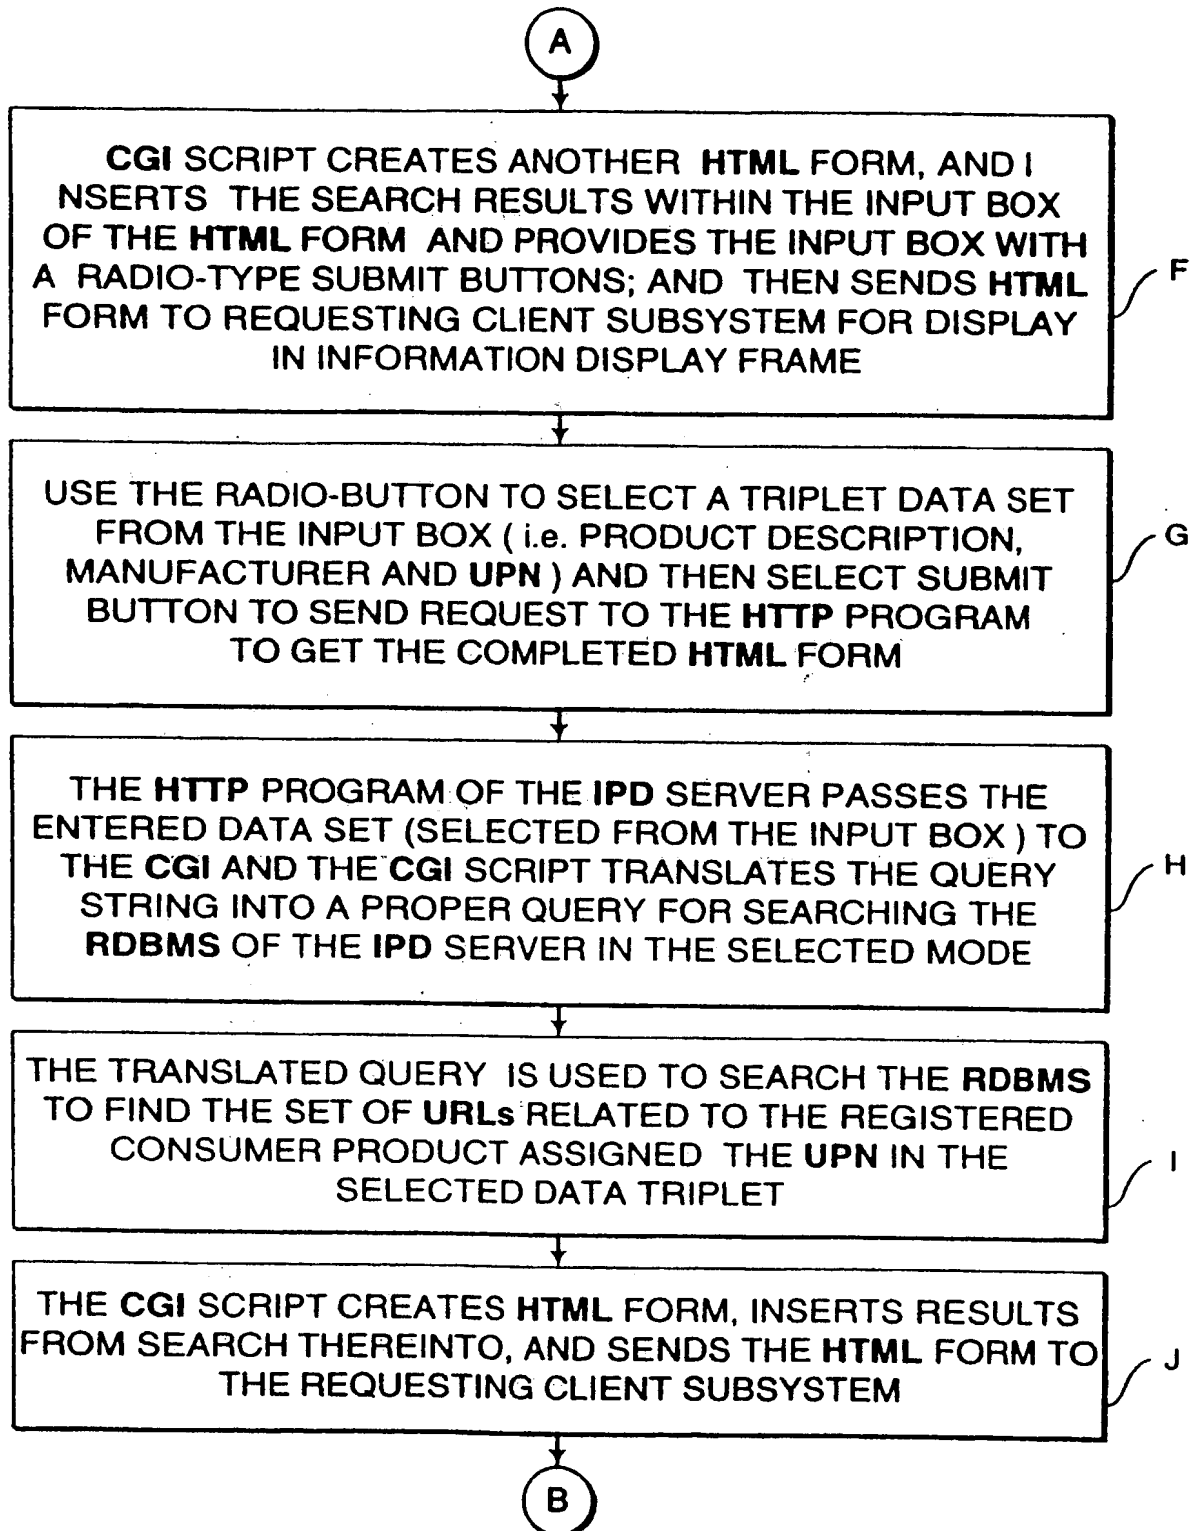 A
CGI SCRIPT CREATES ANOTHER HTML FORM, AND I
NSERTS THE SEARCH RESULTS WITHIN THE INPUT BOX
OF THE HTML FORM AND PROVIDES THE INPUT BOX WITH
A RADIO-TYPE SUBMIT BUTTONS; AND THEN SENDS HTML
FORM TO REQUESTING CLIENT SUBSYSTEM FOR DISPLAY
IN INFORMATION DISPLAY FRAME
F
USE THE RADIO-BUTTON TO SELECT A TRIPLET DATA SET
FROM THE INPUT BOX ( i.e. PRODUCT DESCRIPTION,
MANUFACTURER AND UPN ) AND THEN SELECT SUBMIT
BUTTON TO SEND REQUEST TO THE HTTP PROGRAM
TO GET THE COMPLETED HTML FORM
G
THE HTTP PROGRAM OF THE IPD SERVER PASSES THE
ENTERED DATA SET (SELECTED FROM THE INPUT BOX ) TO
THE CGI AND THE CGI SCRIPT TRANSLATES THE QUERY
STRING INTO A PROPER QUERY FOR SEARCHING THE
RDBMS OF THE IPD SERVER IN THE SELECTED MODE
H
THE TRANSLATED QUERY IS USED TO SEARCH THE RDBMS
TO FIND THE SET OF URLs RELATED TO THE REGISTERED
CONSUMER PRODUCT ASSIGNED THE UPN IN THE
SELECTED DATA TRIPLET
I
THE CGI SCRIPT CREATES HTML FORM, INSERTS RESULTS
FROM SEARCH THEREINTO, AND SENDS THE HTML FORM TO
THE REQUESTING CLIENT SUBSYSTEM
J
B